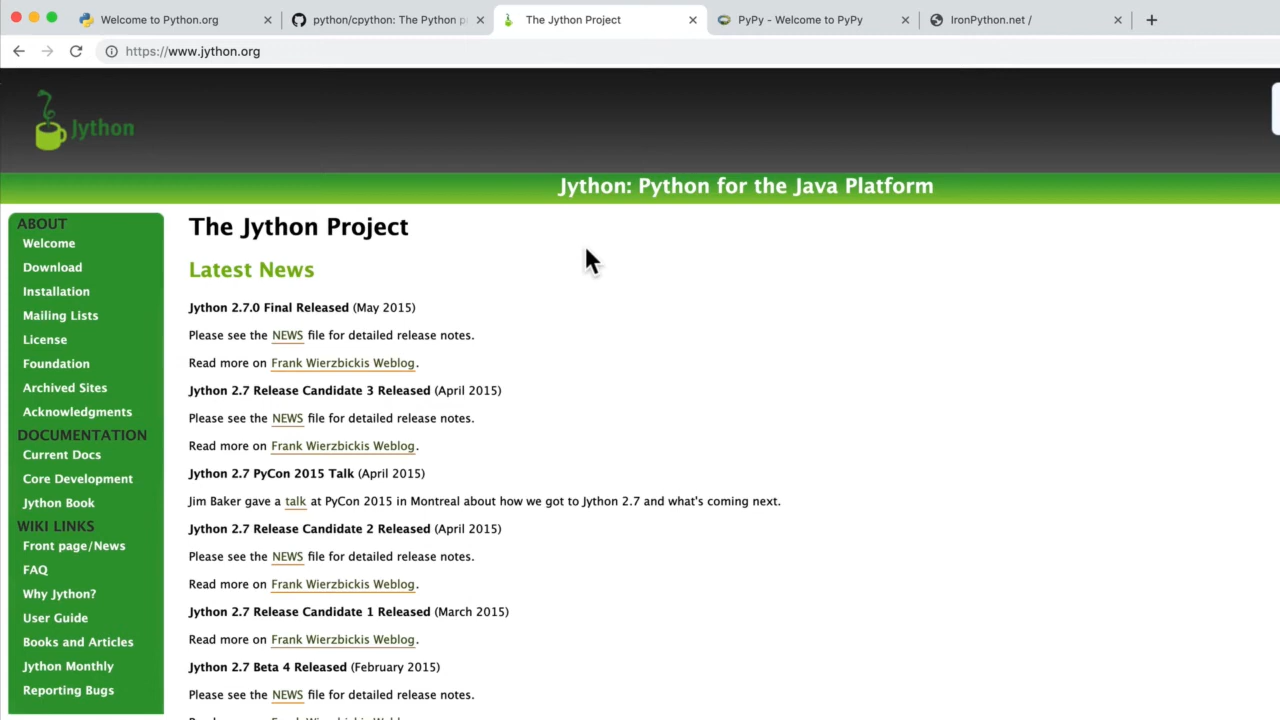 Welcome to Python.org
python/cpython: The Python p
The Jython Project
PyPy - Welcome to PyPy
IronPython.net /
https://www.jython.org
Jython
Jython: Python for the Java Platform
ABOUT
Welcome
Download
Installation
Mailing Lists
License
Foundation
Archived Sites
Acknowledgments
DOCUMENTATION
Current Docs
Core Development
Jython Book
WIKI LINKS
Front page/News
FAQ
Why Jython?
User Guide
Books and Articles
Jython Monthly
Reporting Bugs
The Jython Project
Latest News
Jython 2.7.0 Final Released (May 2015)
Please see the NEWS file for detailed release notes.
Read more on Frank Wierzbickis Weblog.
Jython 2.7 Release Candidate 3 Released (April 2015)
Please see the NEWS file for detailed release notes.
Read more on Frank Wierzbickis Weblog.
Jython 2.7 PyCon 2015 Talk (April 2015)
Jim Baker gave a talk at PyCon 2015 in Montreal about how we got to Jython 2.7 and what's coming next.
Jython 2.7 Release Candidate 2 Released (April 2015)
Please see the NEWS file for detailed release notes.
Read more on Frank Wierzbickis Weblog.
Jython 2.7 Release Candidate 1 Released (March 2015)
Read more on Frank Wierzbickis Weblog.
Jython 2.7 Beta 4 Released (February 2015)
Please see the NEWS file for detailed release notes.